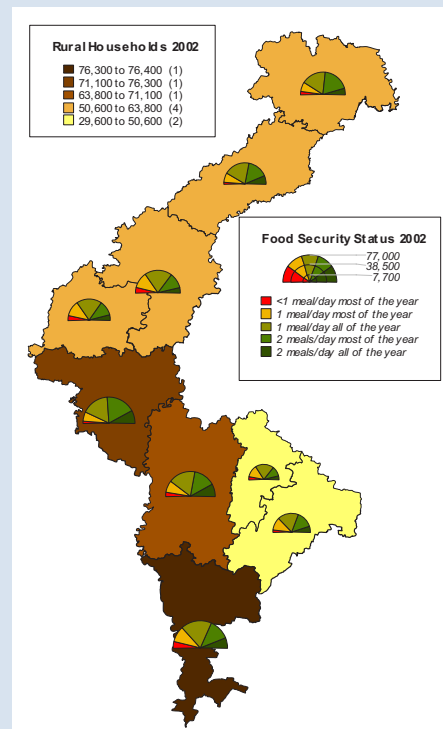 Rural Households 2002
76,300 to 76,400 (1)
71,100 to 76,300 (1)
63,800 to 71,100 (1)
50,600 to 63,800 (4)
29,600 to 50,600 (2)
Food Security Status 2002
77,000
38,500
7,700
<1 meal/day most of the year
1 meal/day most of the year
1 meal/day all of the year
2 meals/day most of the year
2 meals/day all of the year